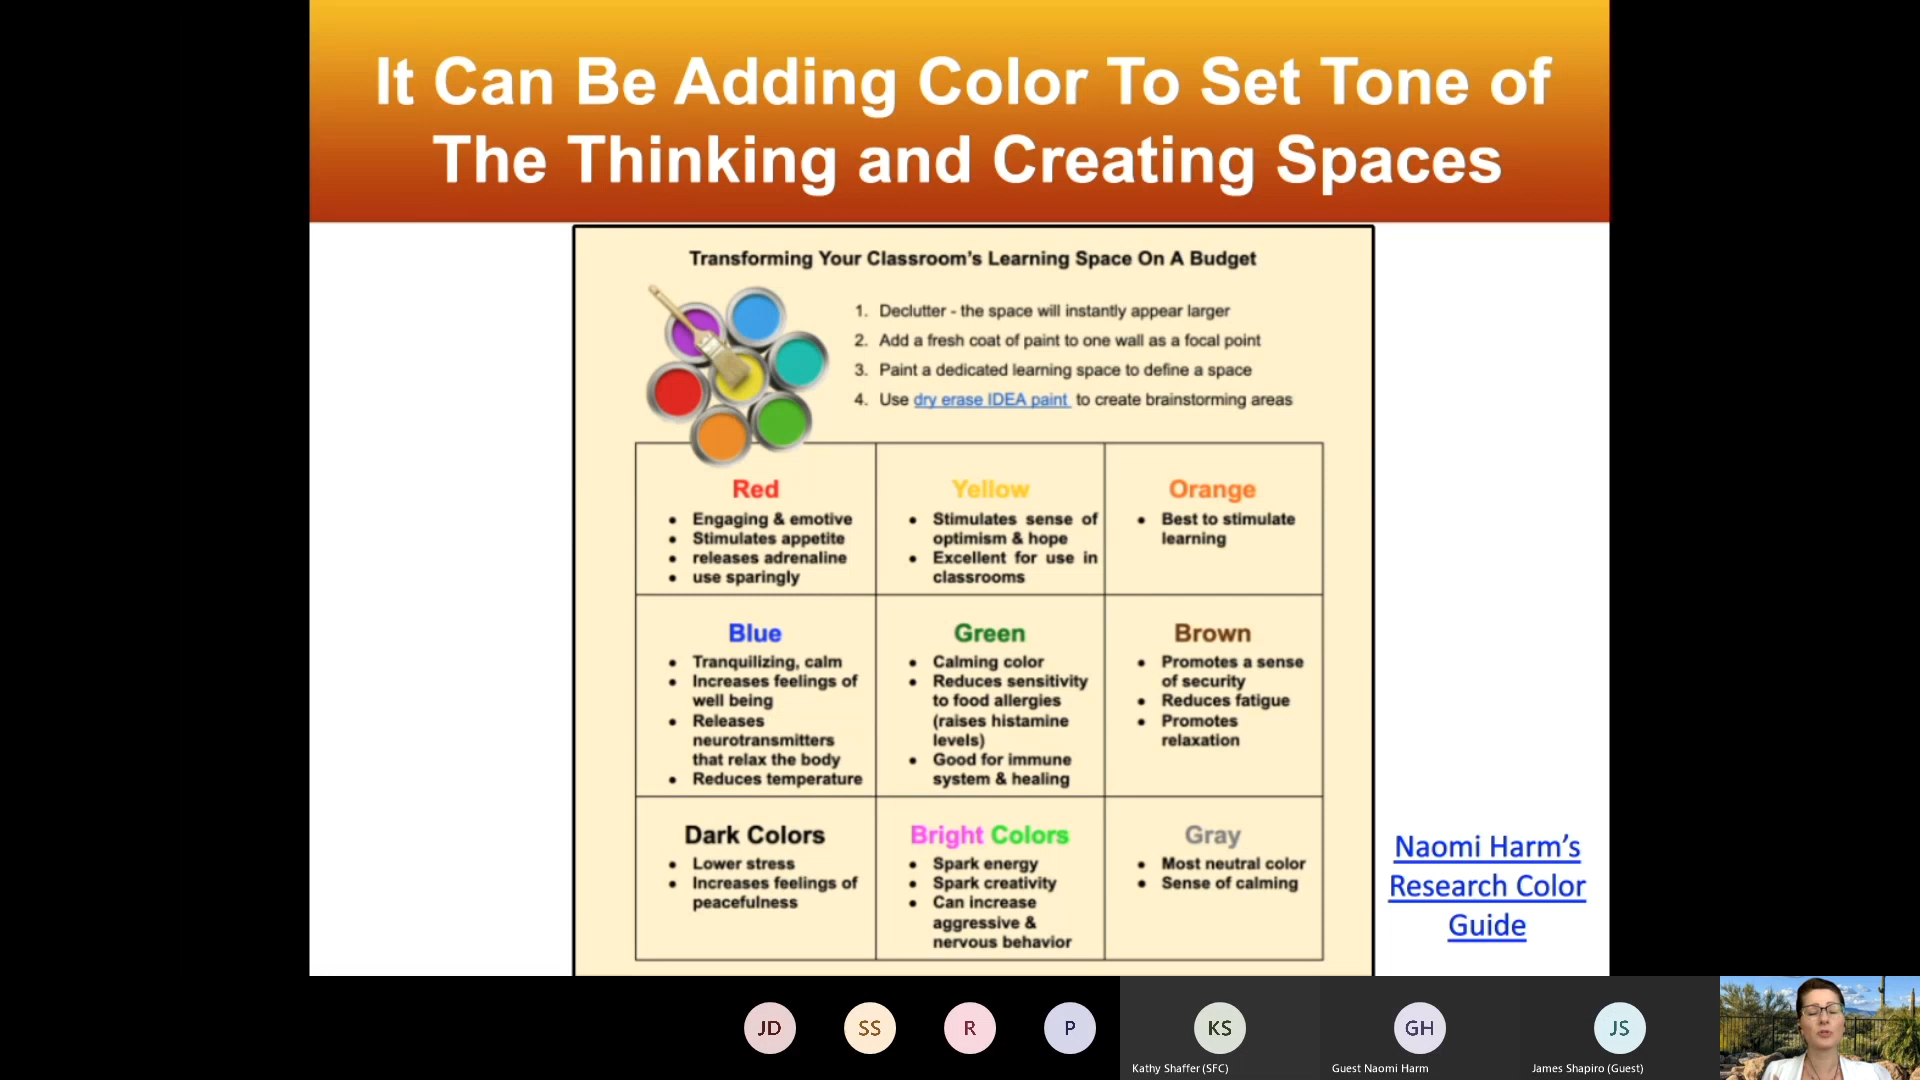 It Can Be Adding Color To Set Tone of
The Thinking and Creating Spaces
Transforming Your Classroom's Learning Space On A Budget
1. Declutter - the space will instantly appear larger
2. Add a fresh coat of paint to one wall as a focal point
3. Paint a dedicated learning space to define a space
4. Use dry erase IDEA paint to create brainstorming areas
Red
• Engaging & emotive
• Stimulates appetite
• releases adrenaline
• use sparingly
Yellow
• Stimulates sense of
optimism & hope
• Excellent for use in
classrooms
Orange
• Best to stimulate
learning
Blue
• Tranquilizing, calm
• Increases feelings of
well being
• Releases
neurotransmitters
that relax the body
• Reduces temperature
Green
• Calming color
• Reduces sensitivity
to food allergies
(raises histamine
levels)
• Good for immune
system & healing
Brown
• Promotes a sense
of security
• Reduces fatigue
• Promotes
relaxation
Dark Colors
• Lower stress
• Increases feelings of
peacefulness
Bright Colors
• Spark energy
• Spark creativity
• Can increase
aggressive &
nervous behavior
Gray
• Most neutral color
• Sense of calming
Naomi Harm's
Research Color
Guide
JD
SS
R
P
KS
GH
JS
Kathy Shaffer (SFC)
Guest Naomi Harm
James Shapiro (Guest)